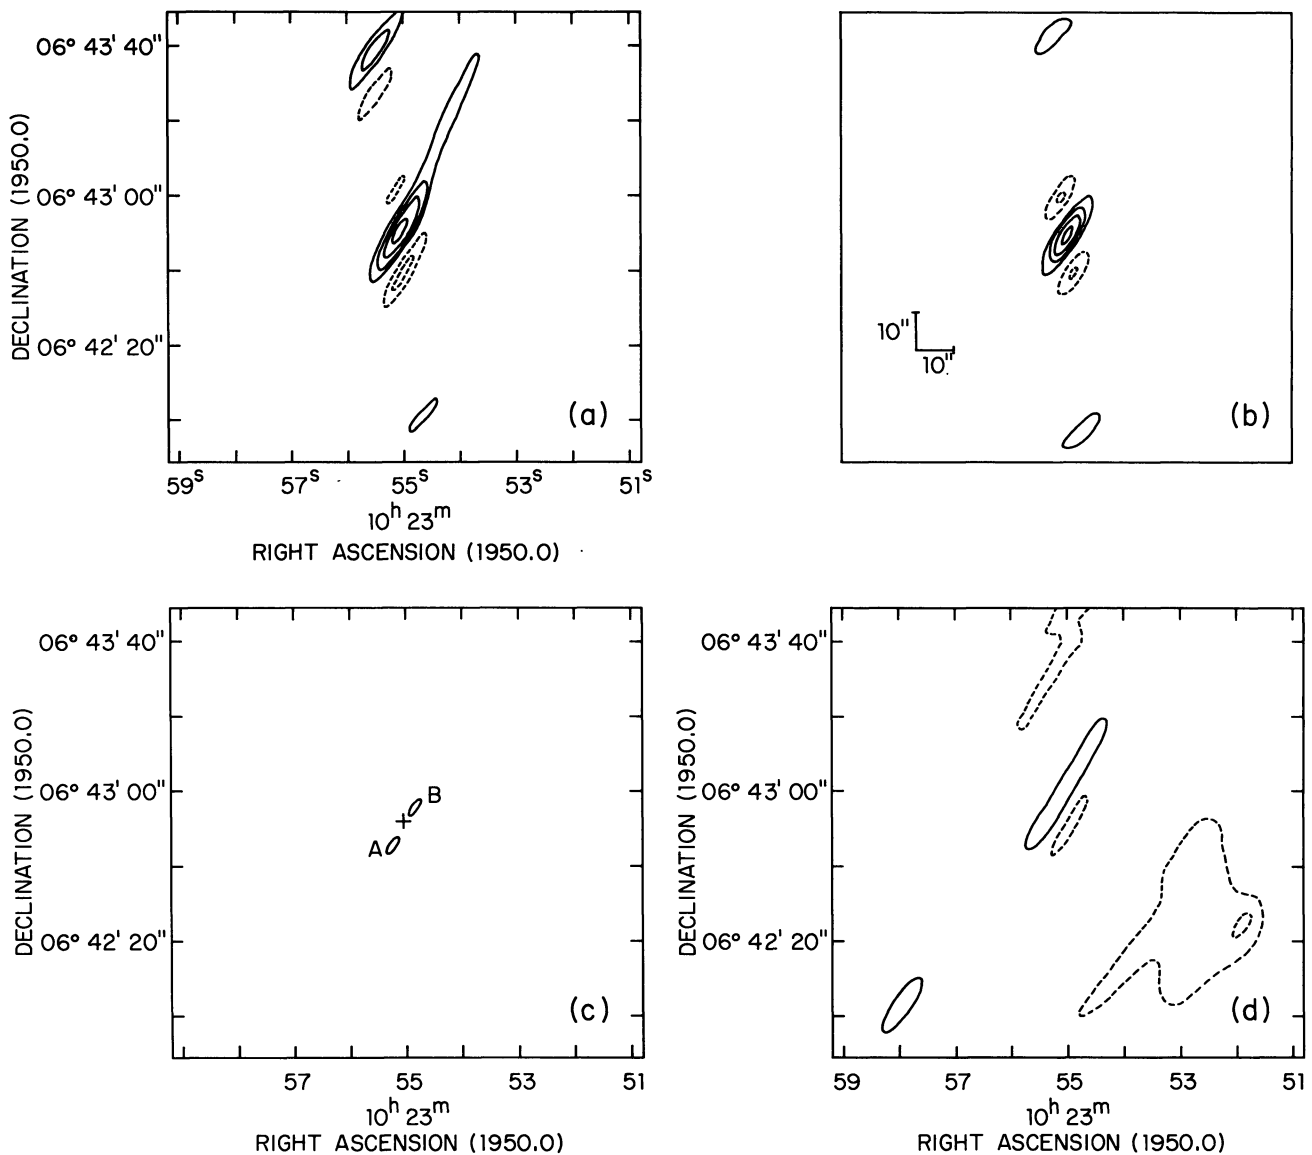 DECLINATION (1950.0)
06° 43' 40"
06° 43' 00"
06° 42' 20"
(a)
59ˢ 57ˢ 55ˢ 53ˢ 51ˢ
10ʰ 23ᵐ
RIGHT ASCENSION (1950.0)
10"
10"
(b)
DECLINATION (1950.0)
06° 43' 40"
06° 43' 00"
06° 42' 20"
B
A
(c)
57 55 53 51
10ʰ 23ᵐ
RIGHT ASCENSION (1950.0)
DECLINATION (1950.0)
06° 43' 40"
06° 43' 00"
06° 42' 20"
(d)
59 57 55 53 51
10ʰ 23ᵐ
RIGHT ASCENSION (1950.0)